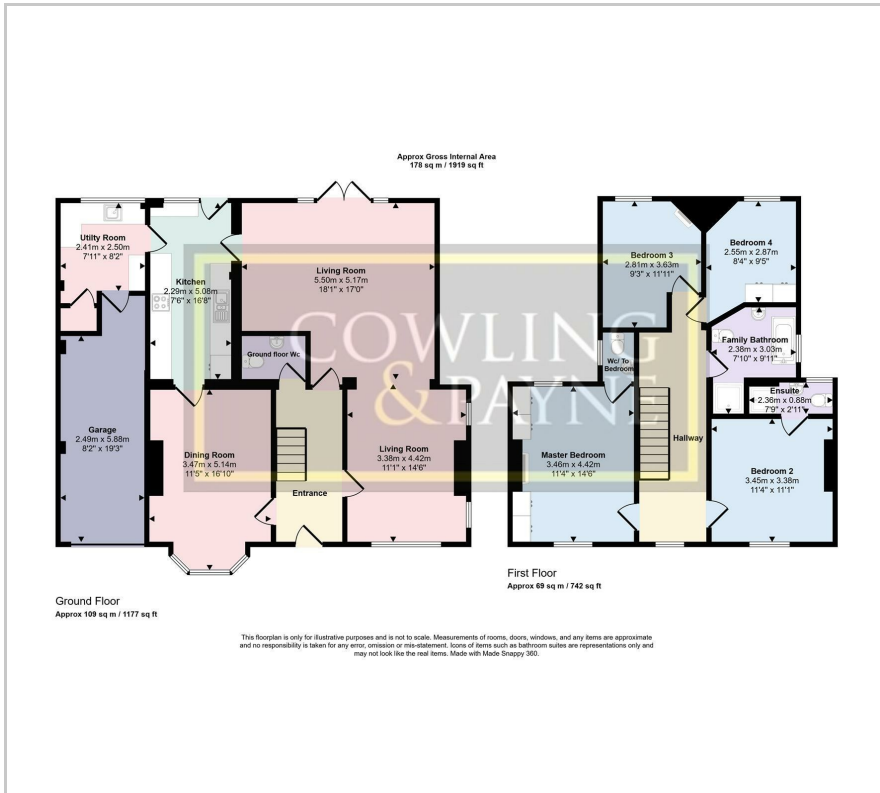 Approx Gross Internal Area
178 sq m / 1919 sq ft
Utilty Room
2.41m x 2.50m
7'11" x 8'2"
Kitchen
2.29m x 5.08m
7'6" x 16'8"
Living Room
5.50m x 5.17m
18'1" x 17'0"
Ground floor Wc
Garage
2.49m x 5.88m
8'2" x 19'3"
Dining Room
3.47m x 5.14m
11'5" x 16'10"
Entrance
Living Room
3.38m x 4.42m
11'1" x 14'6"
Ground Floor
Approx 109 sq m / 1177 sq ft
Bedroom 3
2.81m x 3.63m
9'3" x 11'11"
Bedroom 4
2.55m x 2.87m
8'4" x 9'5"
Wc/ To
Bedroom
Family Bathroom
2.38m x 3.03m
7'10" x 9'11"
Ensuite
2.36m x 0.88m
7'9" x 2'11"
Master Bedroom
3.46m x 4.42m
11'4" x 14'6"
Hallway
Bedroom 2
3.45m x 3.38m
11'4" x 11'1"
First Floor
Approx 69 sq m / 742 sq ft
COWLING
& PAYNE
This floorplan is only for illustrative purposes and is not to scale. Measurements of rooms, doors, windows, and any items are approximate
and no responsibility is taken for any error, omission or mis-statement. Icons of items such as bathroom suites are representations only and
may not look like the real items. Made with Made Snappy 360.